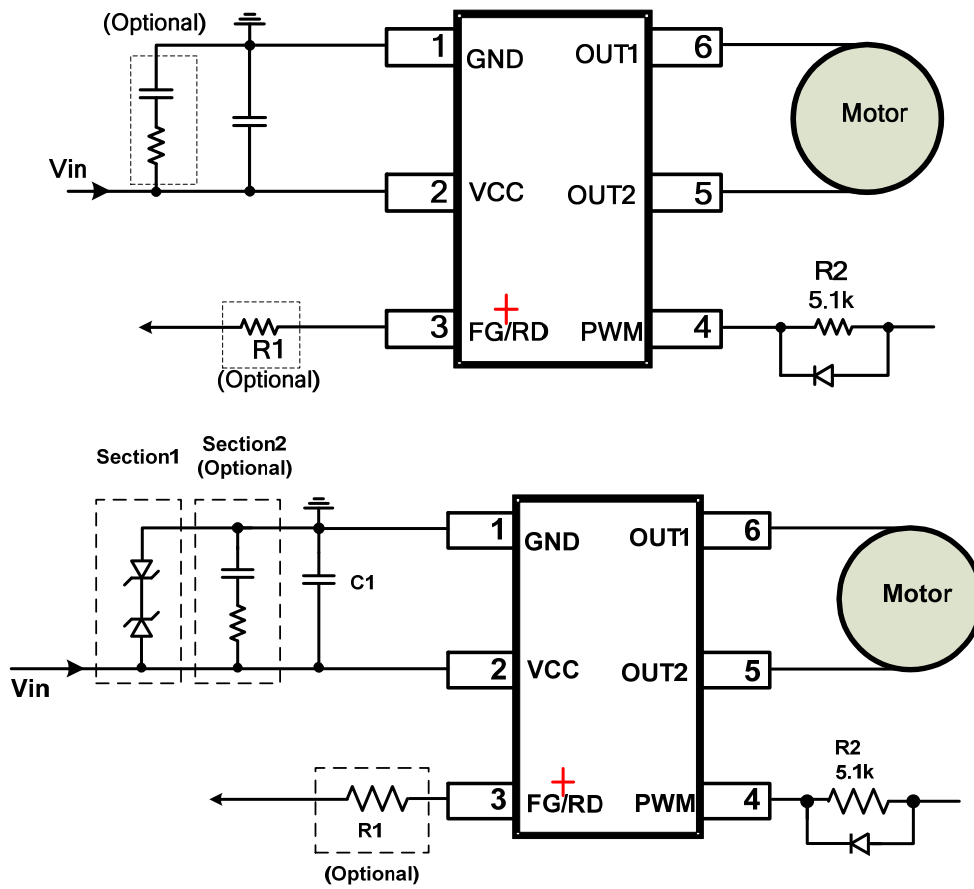 (Optional)
1
GND
OUT1
6
Motor
Vin
2
VCC
OUT2
5
R2
5.1k
3
FG/RD
PWM
4
R1
(Optional)
Section1
Section2
(Optional)
1
GND
OUT1
6
C1
Motor
Vin
2
VCC
OUT2
5
R2
5.1k
3
FG/RD
PWM
4
R1
(Optional)